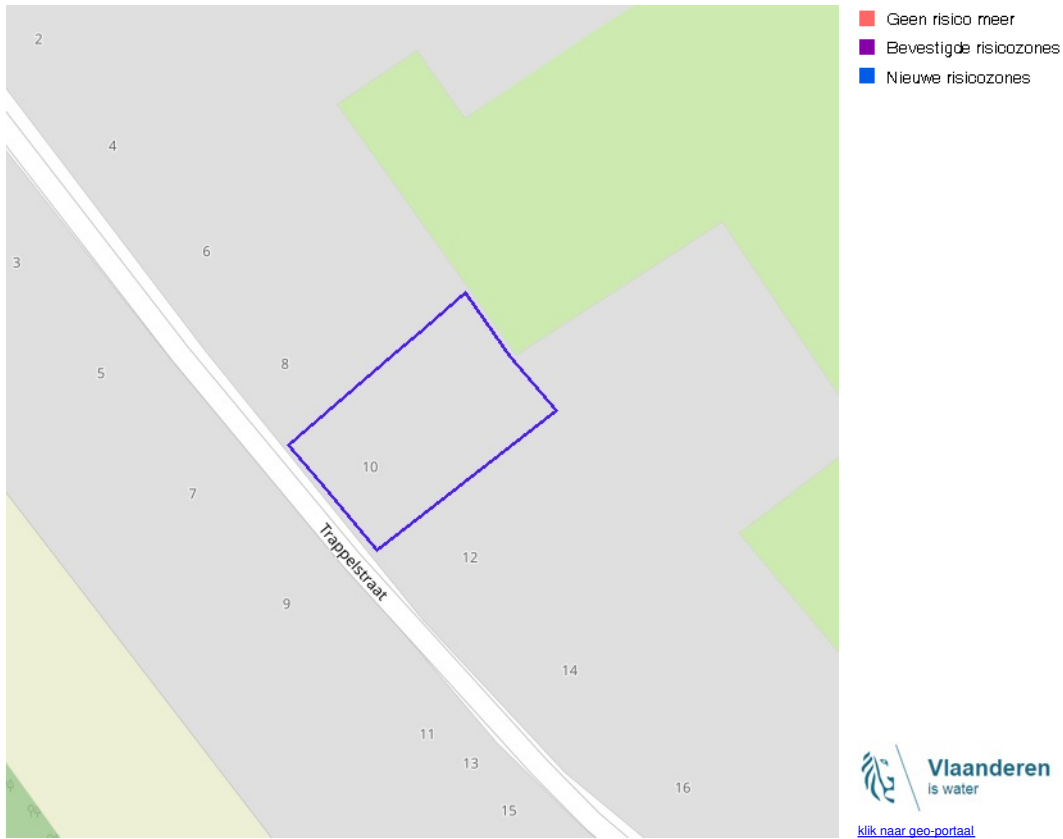 2
4
3
6
8
5
10
7
Trappelstraat
12
9
14
11
13
16
15
Geen risico meer
Bevestigde risicozones
Nieuwe risicozones
Vlaanderen
is water
klik naar geo-portaal